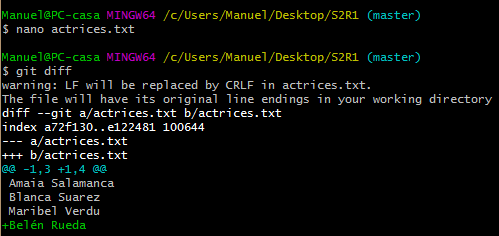 Manuel@PC-casa MINGW64 /c/Users/Manuel/Desktop/S2R1 (master)
$ nano actrices.txt
Manuel@PC-casa MINGW64 /c/Users/Manuel/Desktop/S2R1 (master)
$ git diff
warning: LF will be replaced by CRLF in actrices.txt.
The file will have its original line endings in your working directory
diff --git a/actrices.txt b/actrices.txt
index a72f130..e122481 100644
--- a/actrices.txt
+++ b/actrices.txt
@@ -1,3 +1,4 @@
 Amaia Salamanca
 Blanca Suarez
 Maribel Verdu
+Belén Rueda